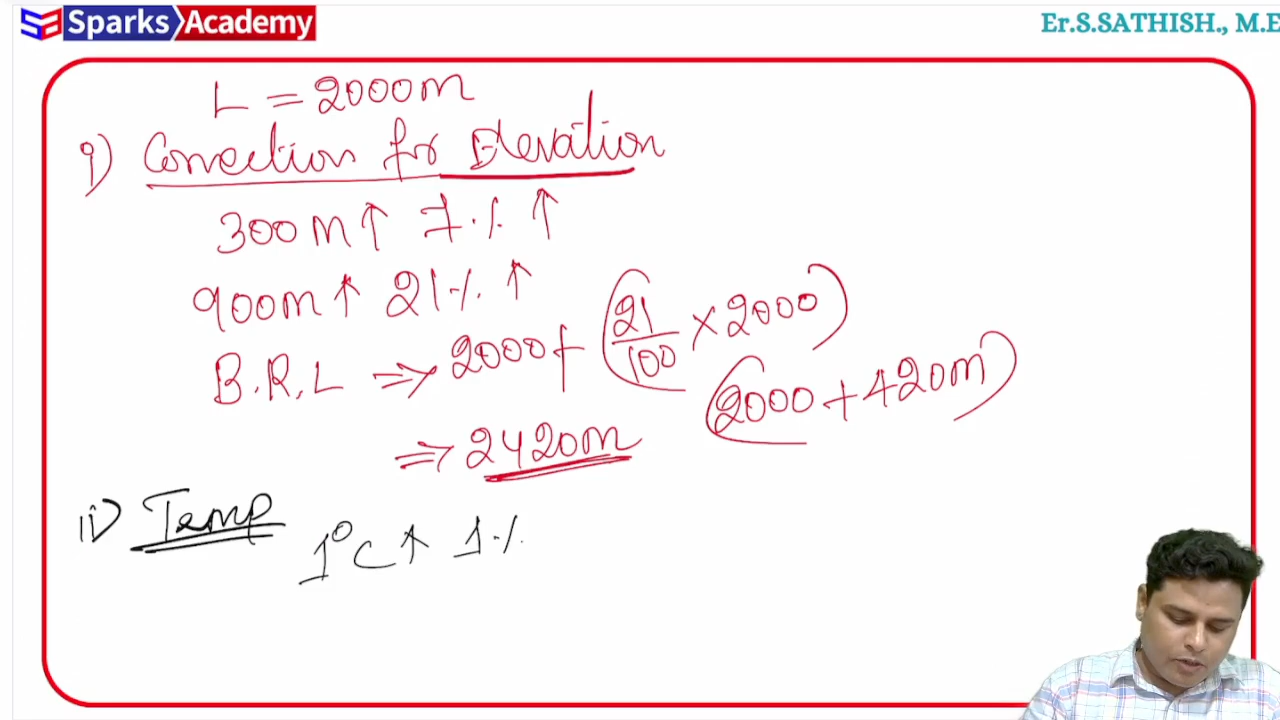 Sparks Academy
Er.S.SATHISH., M.E
L = 2000m
i) Correction for Elevation
300m ↑ 7% ↑
900m ↑ 21% ↑
B.R.L ⇒ 2000 + (21/100 × 2000)
(2000 + 420m)
⇒ 2420m
ii) Temp
1°C ↑ 1%